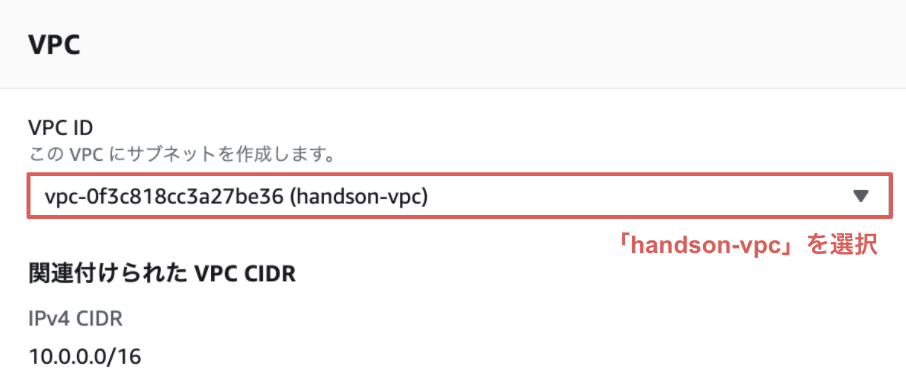 VPC
VPC ID
この VPC にサブネットを作成します。
vpc-0f3c818cc3a27be36 (handson-vpc)
「handson-vpc」を選択
関連付けられた VPC CIDR
IPv4 CIDR
10.0.0.0/16